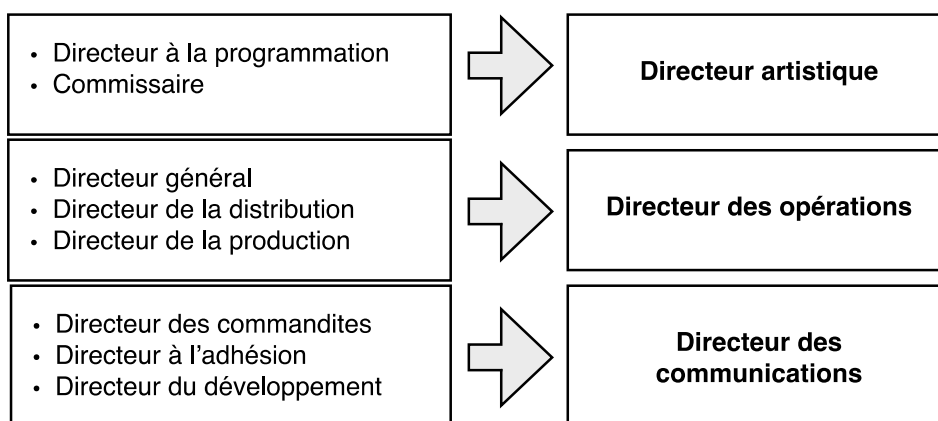 • Directeur à la programmation
• Commissaire
Directeur artistique
• Directeur général
• Directeur de la distribution
• Directeur de la production
Directeur des opérations
• Directeur des commandites
• Directeur à l'adhésion
• Directeur du développement
Directeur des
communications